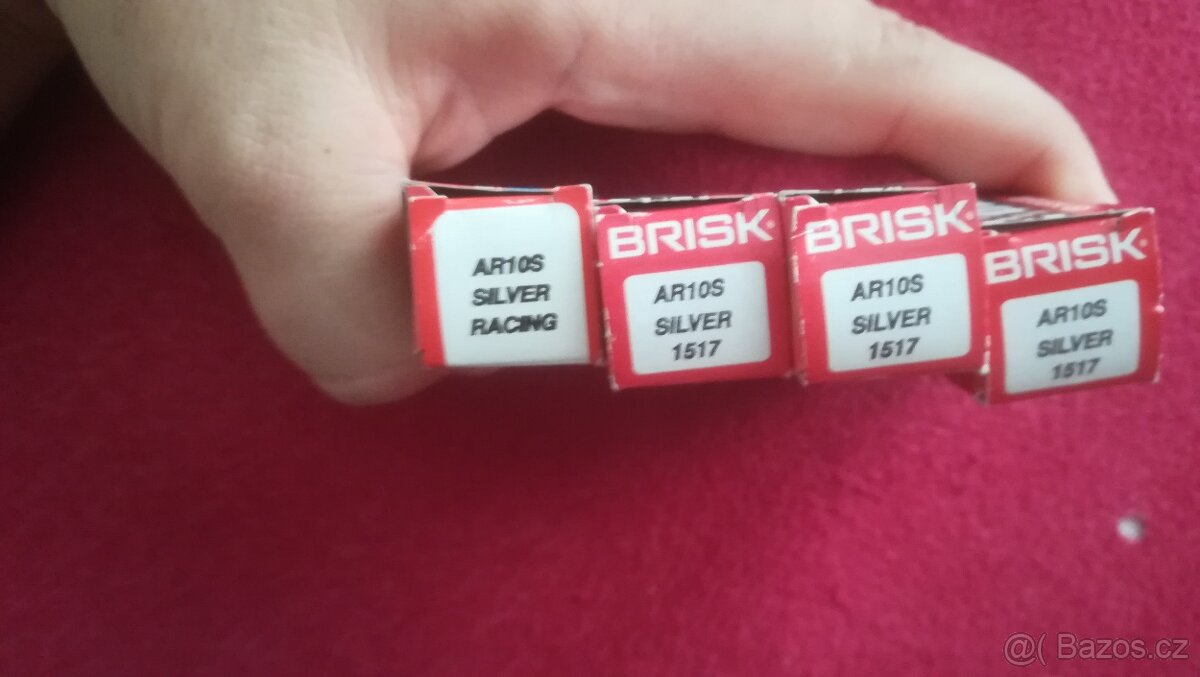 AR10S
SILVER
RACING
BRISK®
AR10S
SILVER
1517
BRISK®
AR10S
SILVER
1517
BRISK®
AR10S
SILVER
1517
@( Bazos.cz